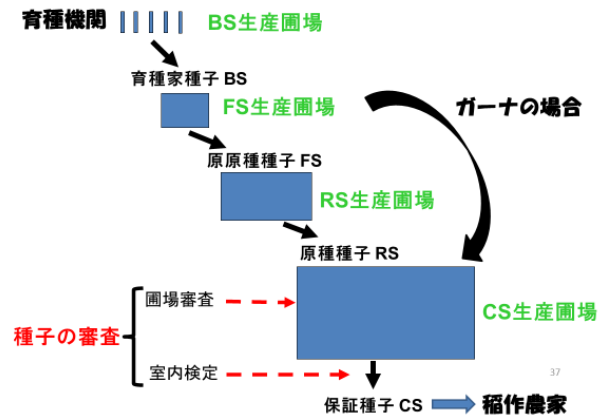 育種機関
BS生産圃場
育種家種子 BS
FS生産圃場
ガーナの場合
原原種種子 FS
RS生産圃場
原種種子 RS
圃場審査
CS生産圃場
種子の審査
室内検定
37
保証種子 CS
稲作農家